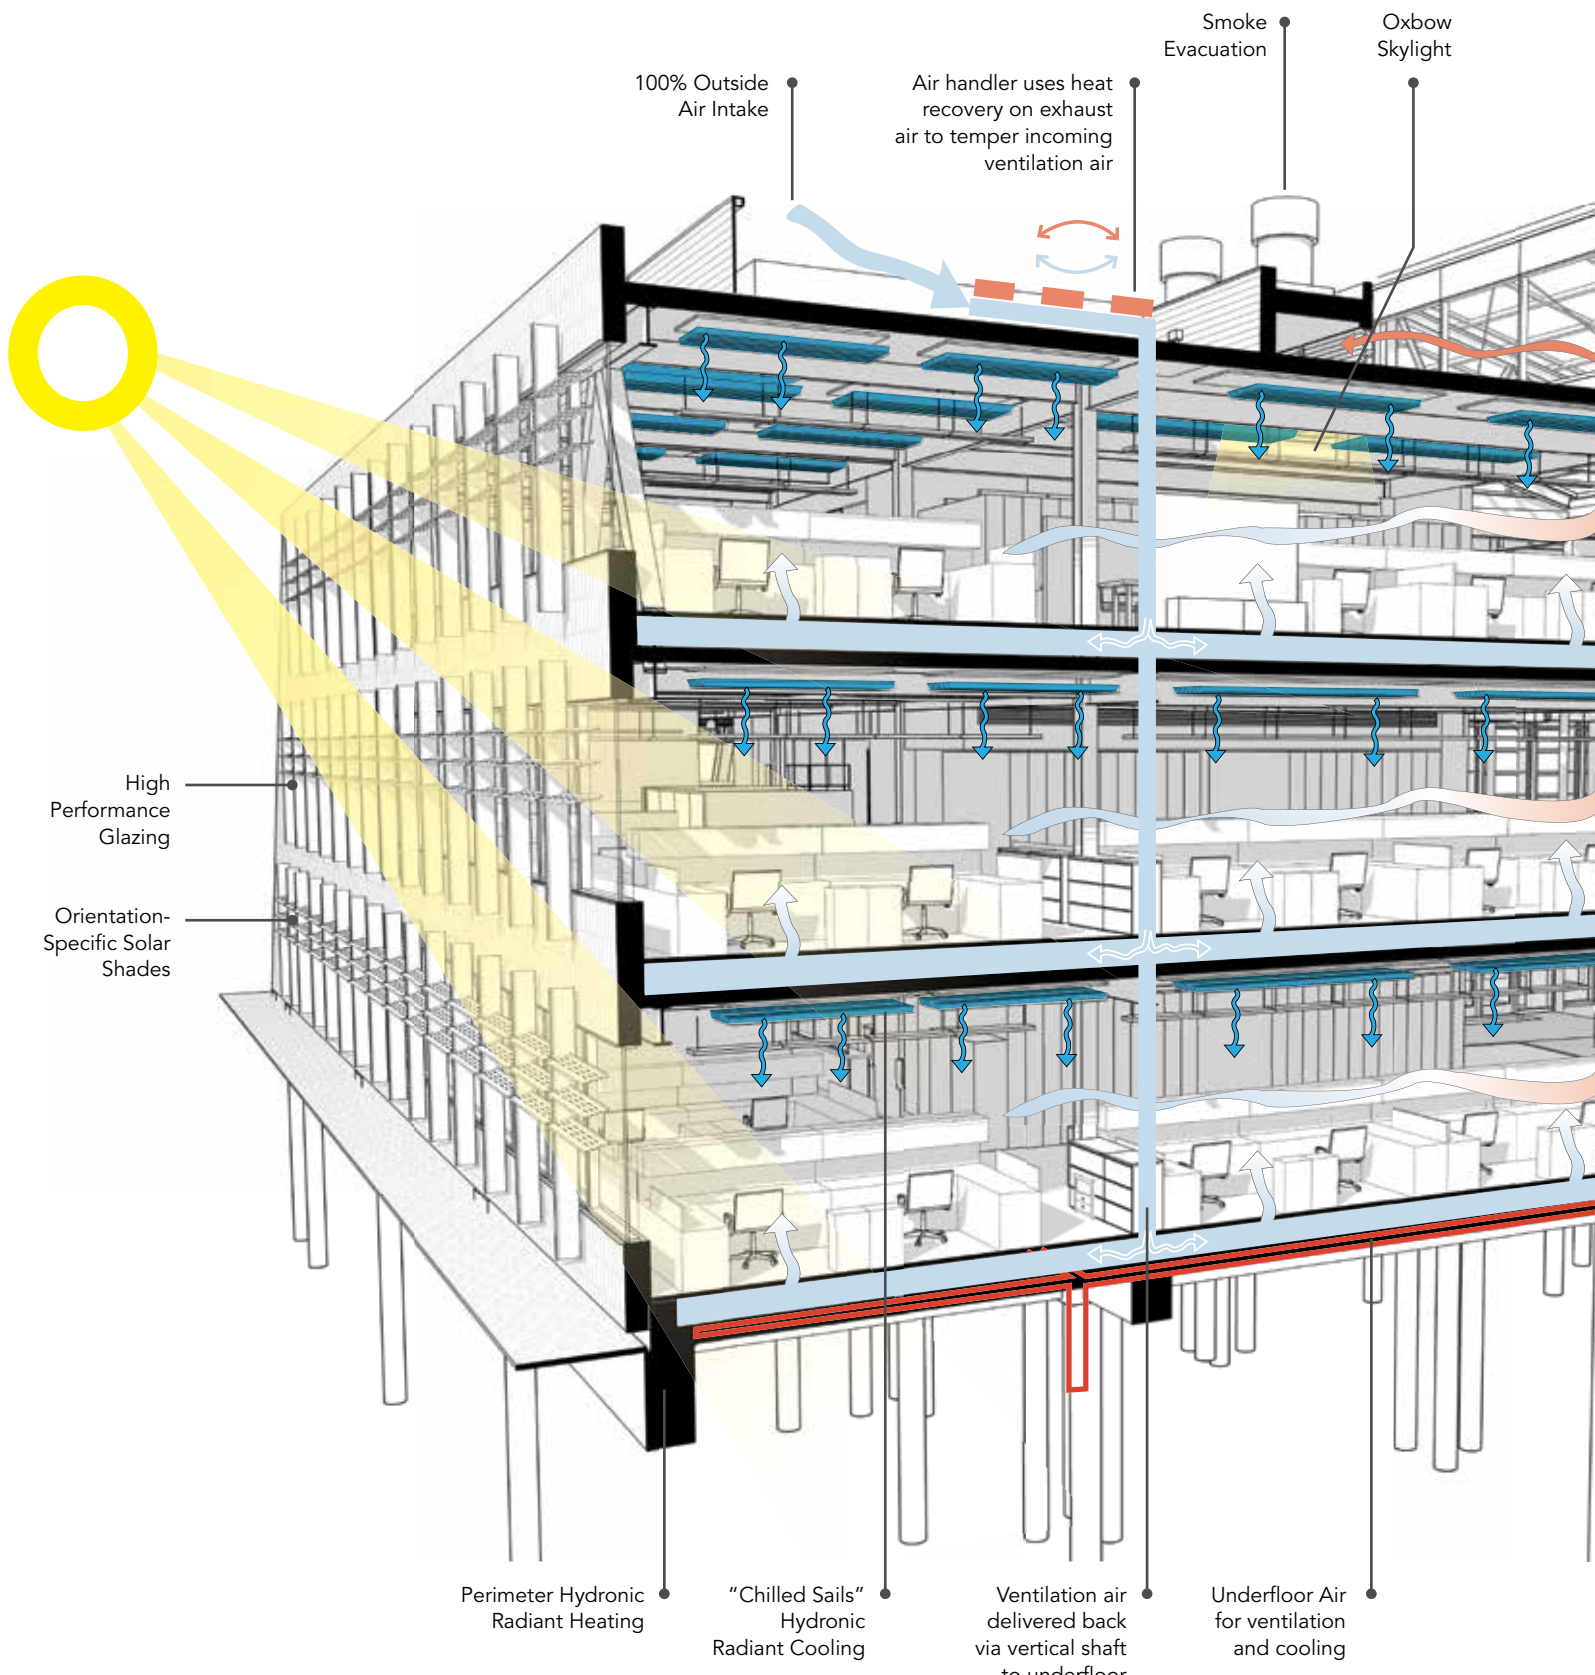 Smoke
Evacuation
Oxbow
Skylight
100% Outside
Air Intake
Air handler uses heat
recovery on exhaust
air to temper incoming
ventilation air
High
Performance
Glazing
Orientation-
Specific Solar
Shades
Perimeter Hydronic
Radiant Heating
“Chilled Sails”
Hydronic
Radiant Cooling
Ventilation air
delivered back
via vertical shaft
to underfloor
Underfloor Air
for ventilation
and cooling